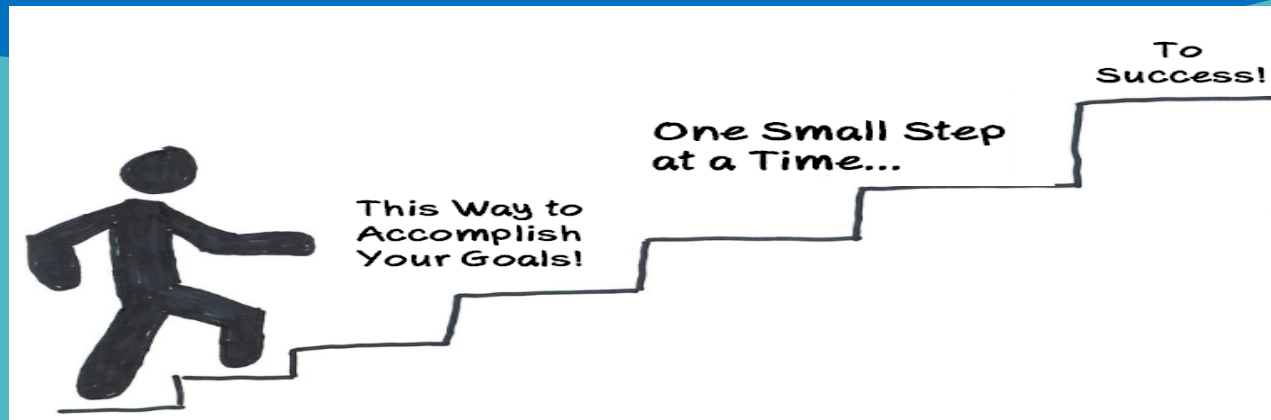 This Way to
Accomplish
Your Goals!
One Small Step
at a Time...
To
Success!